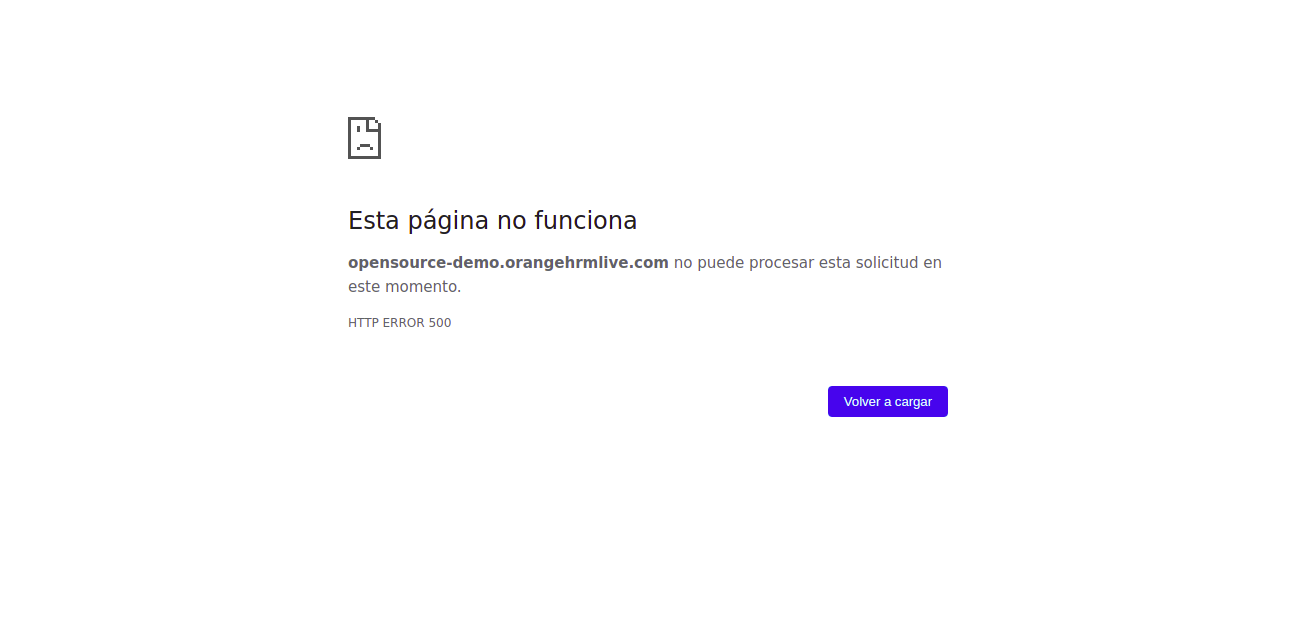 Esta página no funciona
opensource-demo.orangehrmlive.com no puede procesar esta solicitud en
este momento.
HTTP ERROR 500
Volver a cargar